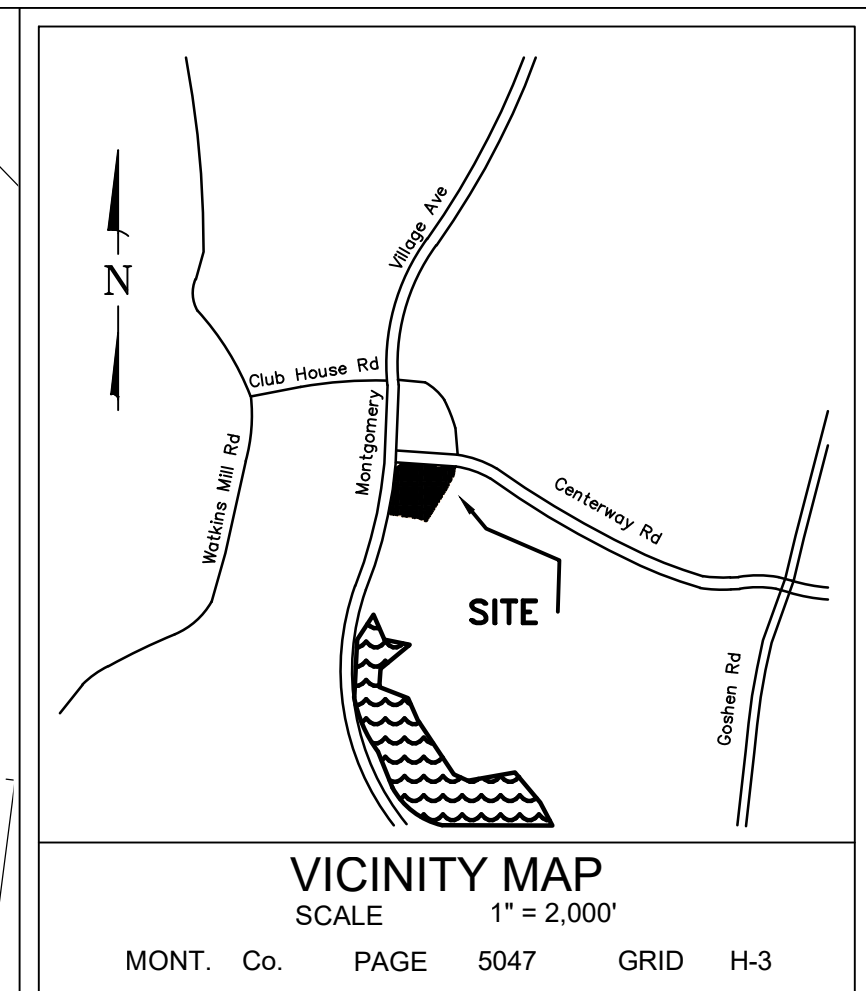 Village Ave
N
Club House Rd
Montgomery
Watkins Mill Rd
Centerway Rd
SITE
Goshen Rd
VICINITY MAP
SCALE 1" = 2,000'
MONT. Co. PAGE 5047 GRID H-3